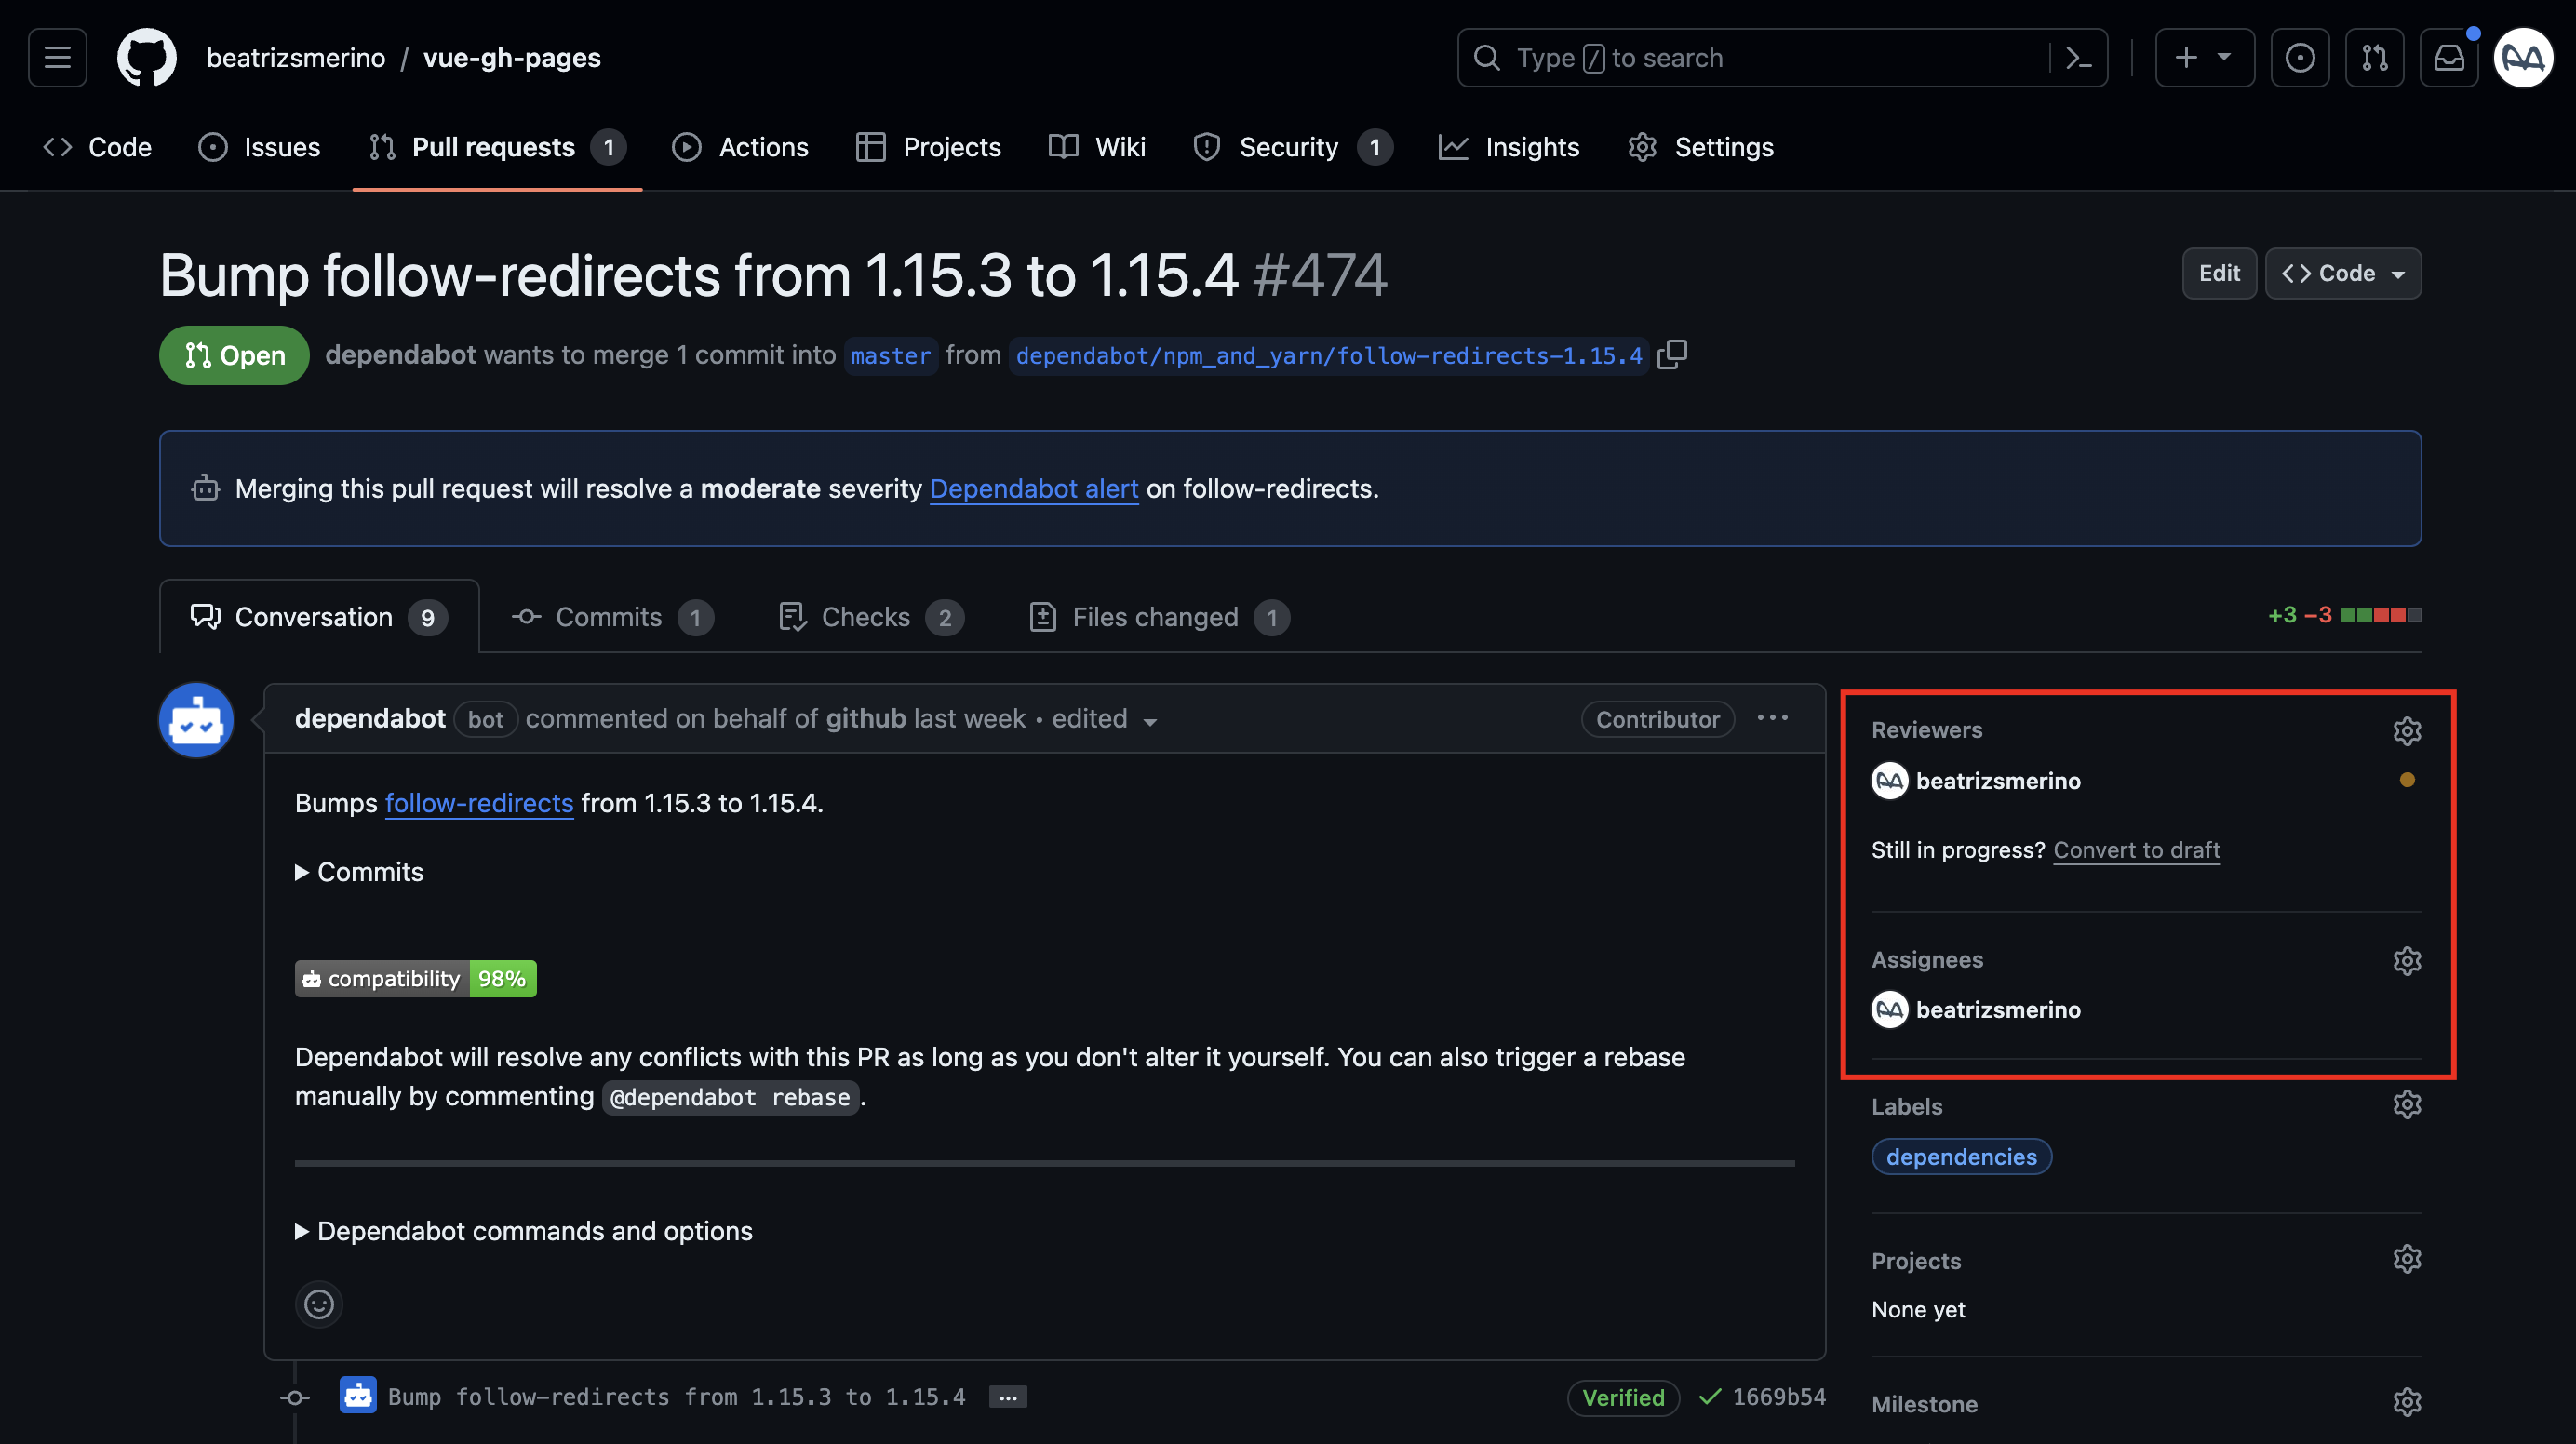 beatrizsmerino / vue-gh-pages
Type / to search
Code Issues Pull requests 1 Actions Projects Wiki Security 1 Insights Settings
Bump follow-redirects from 1.15.3 to 1.15.4 #474
Edit Code
Open dependabot wants to merge 1 commit into master from dependabot/npm_and_yarn/follow-redirects-1.15.4
Merging this pull request will resolve a moderate severity Dependabot alert on follow-redirects.
Conversation 9 Commits 1 Checks 2 Files changed 1
+3 −3
dependabot bot commented on behalf of github last week • edited Contributor
Bumps follow-redirects from 1.15.3 to 1.15.4.
Commits
compatibility 98%
Dependabot will resolve any conflicts with this PR as long as you don't alter it yourself. You can also trigger a rebase
manually by commenting @dependabot rebase.
Dependabot commands and options
Bump follow-redirects from 1.15.3 to 1.15.4 ... Verified 1669b54
Reviewers
beatrizsmerino
Still in progress? Convert to draft
Assignees
beatrizsmerino
Labels
dependencies
Projects
None yet
Milestone